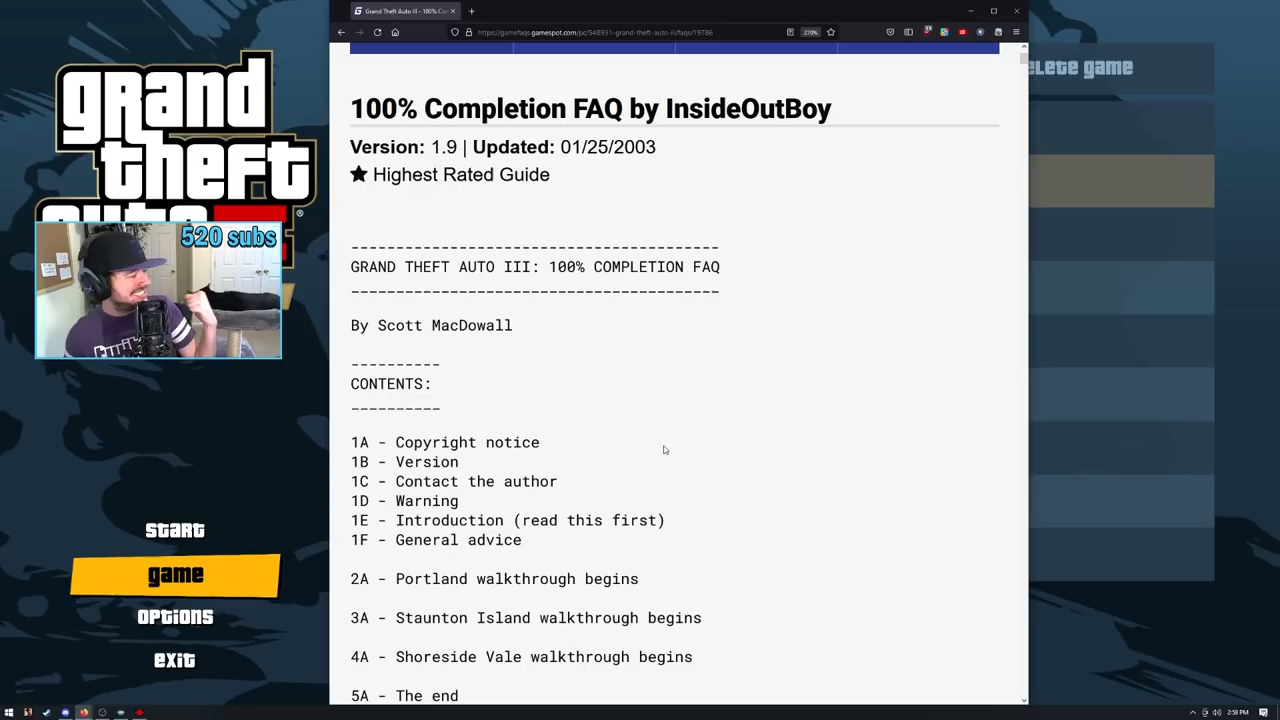 Grand Theft Auto III - 100% Co
https://gamefaqs.gamespot.com/pc/548931-grand-theft-auto-iii/faqs/19786
270%
grand
theft
auto
520 subs
start
game
options
exit
elete game
100% Completion FAQ by InsideOutBoy
Version: 1.9 | Updated: 01/25/2003
★ Highest Rated Guide
-----------------------------------------
GRAND THEFT AUTO III: 100% COMPLETION FAQ
-----------------------------------------
By Scott MacDowall
----------
CONTENTS:
----------
1A - Copyright notice
1B - Version
1C - Contact the author
1D - Warning
1E - Introduction (read this first)
1F - General advice
2A - Portland walkthrough begins
3A - Staunton Island walkthrough begins
4A - Shoreside Vale walkthrough begins
5A - The end
2:58 PM